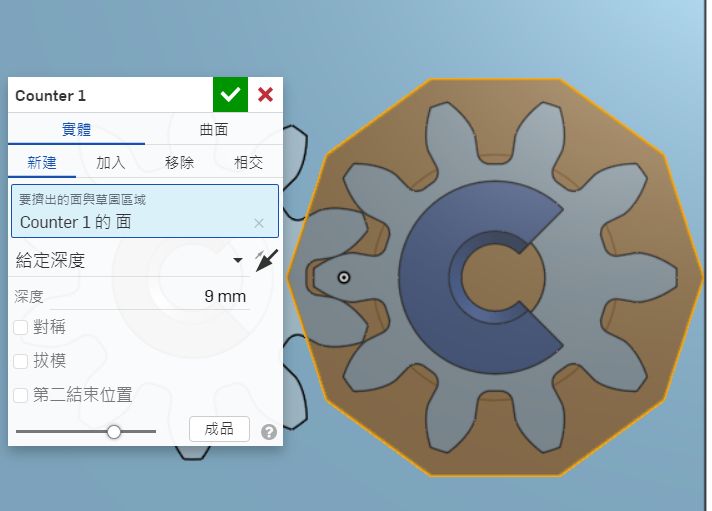 Counter 1
實體 曲面
新建 加入 移除 相交
要擠出的面與草圖區域
Counter 1 的 面
給定深度
深度 9 mm
對稱
拔模
第二結束位置
成品